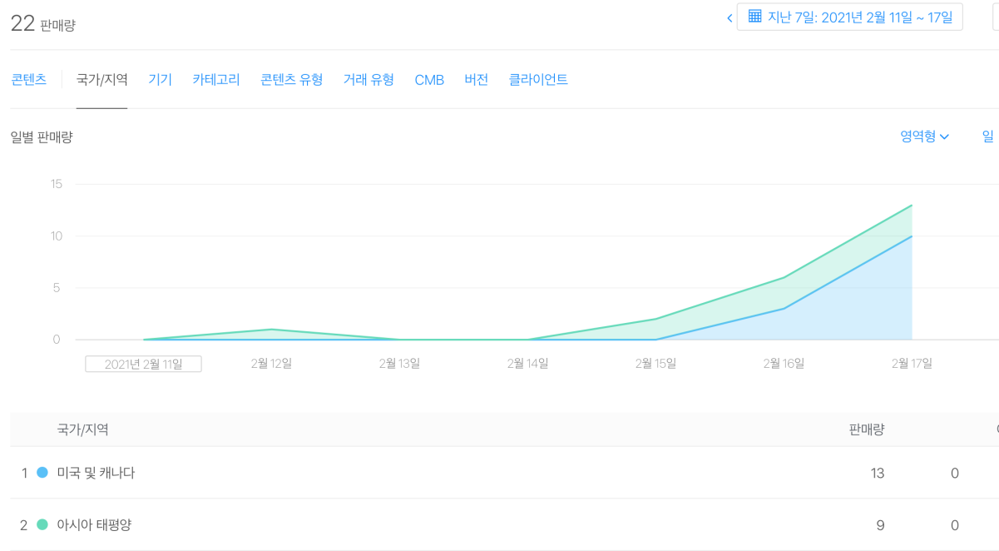 22 판매량
지난 7일: 2021년 2월 11일 ~ 17일
콘텐츠 국가/지역 기기 카테고리 콘텐츠 유형 거래 유형 CMB 버전 클라이언트
일별 판매량
영역형 일
15
10
5
0
2021년 2월 11일 2월 12일 2월 13일 2월 14일 2월 15일 2월 16일 2월 17일
국가/지역 판매량
1 미국 및 캐나다 13 0
2 아시아 태평양 9 0